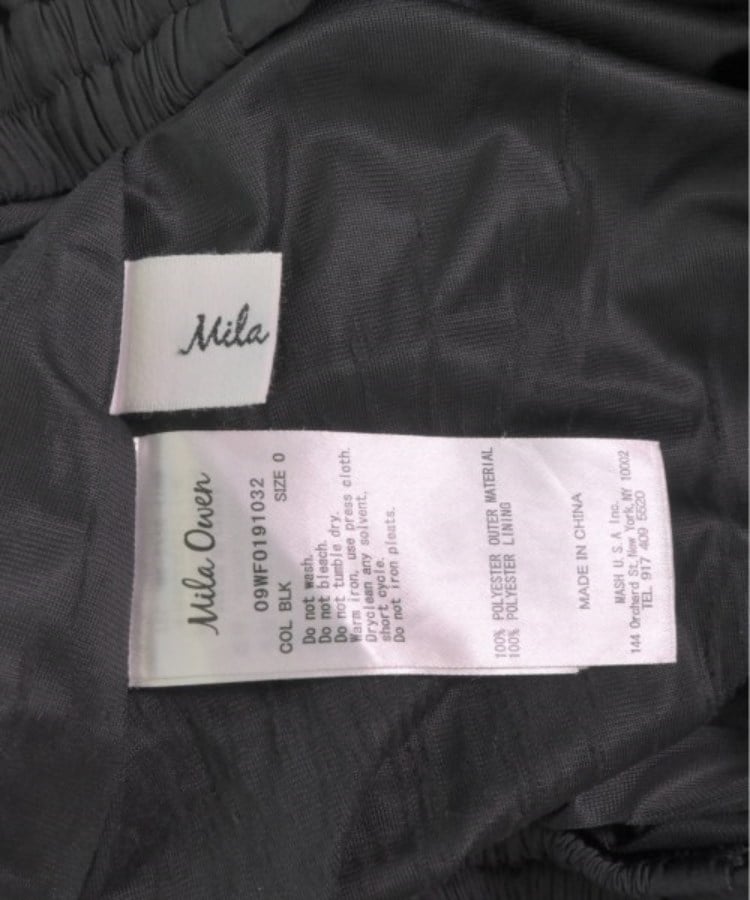 Mila
Mila Owen
09WF0191032
COL BLK SIZE 0
Do not wash.
Do not bleach.
Do not tumble dry.
Warm iron, use press cloth.
Dryclean any solvent,
short cycle.
Do not iron pleats.
100% POLYESTER OUTER MATERIAL
100% POLYESTER LINING
MADE IN CHINA
MASH U.S.A Inc.
144 Orchard St, New York, NY 10002
TEL 917 409 5520